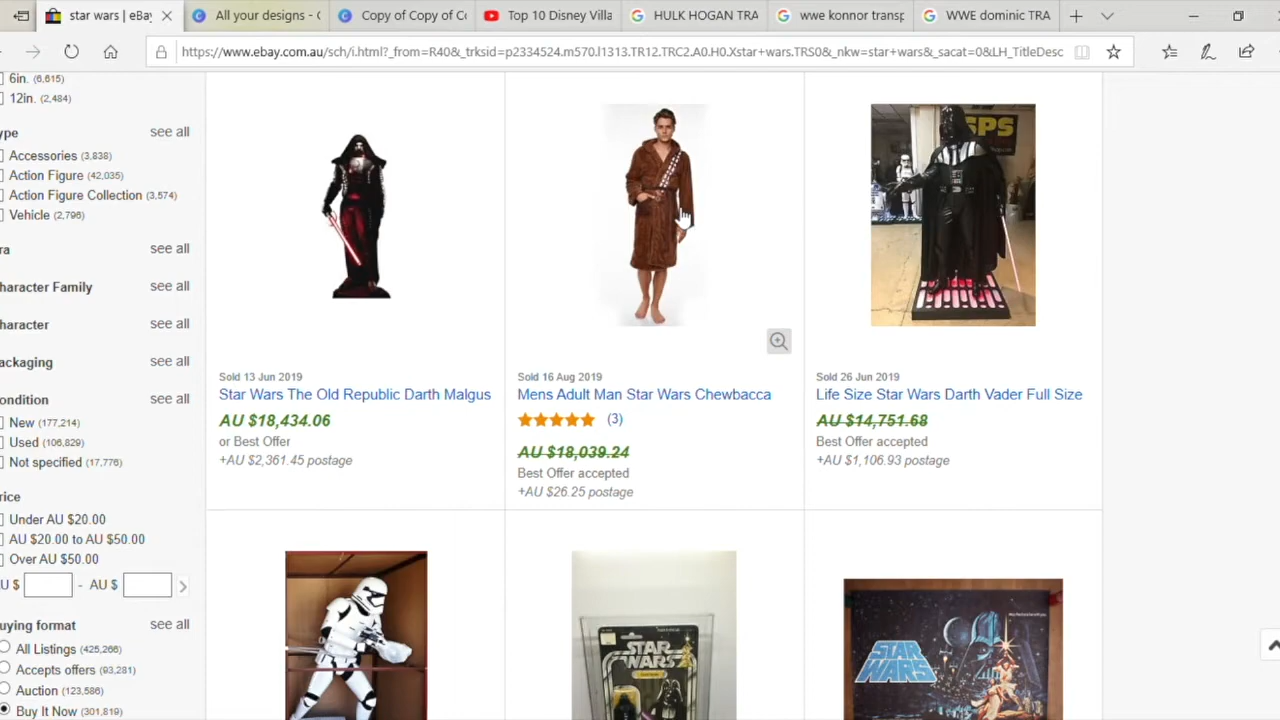 star wars | eBay
All your designs - C
Copy of Copy of Co
Top 10 Disney Villa
HULK HOGAN TRA
wwe konnor transp
WWE dominic TRA
https://www.ebay.com.au/sch/i.html?_from=R40&_trksid=p2334524.m570.l1313.TR12.TRC2.A0.H0.Xstar+wars.TRS0&_nkw=star+wars&_sacat=0&LH_TitleDesc
6in. (6,615)
12in. (2,484)
ype see all
Accessories (3,838)
Action Figure (42,035)
Action Figure Collection (3,574)
Vehicle (2,796)
ra see all
haracter Family see all
haracter see all
ackaging see all
ondition see all
New (177,214)
Used (106,829)
Not specified (17,776)
rice
Under AU $20.00
AU $20.00 to AU $50.00
Over AU $50.00
U $ - AU $
uying format see all
All Listings (425,266)
Accepts offers (93,281)
Auction (123,586)
Buy It Now (301,819)
Sold 13 Jun 2019
Star Wars The Old Republic Darth Malgus
AU $18,434.06
or Best Offer
+AU $2,361.45 postage
Sold 16 Aug 2019
Mens Adult Man Star Wars Chewbacca
(3)
AU $18,039.24
Best Offer accepted
+AU $26.25 postage
SPS
Sold 26 Jun 2019
Life Size Star Wars Darth Vader Full Size
AU $14,751.68
Best Offer accepted
+AU $1,106.93 postage
STAR
WARS
STAR
WARS